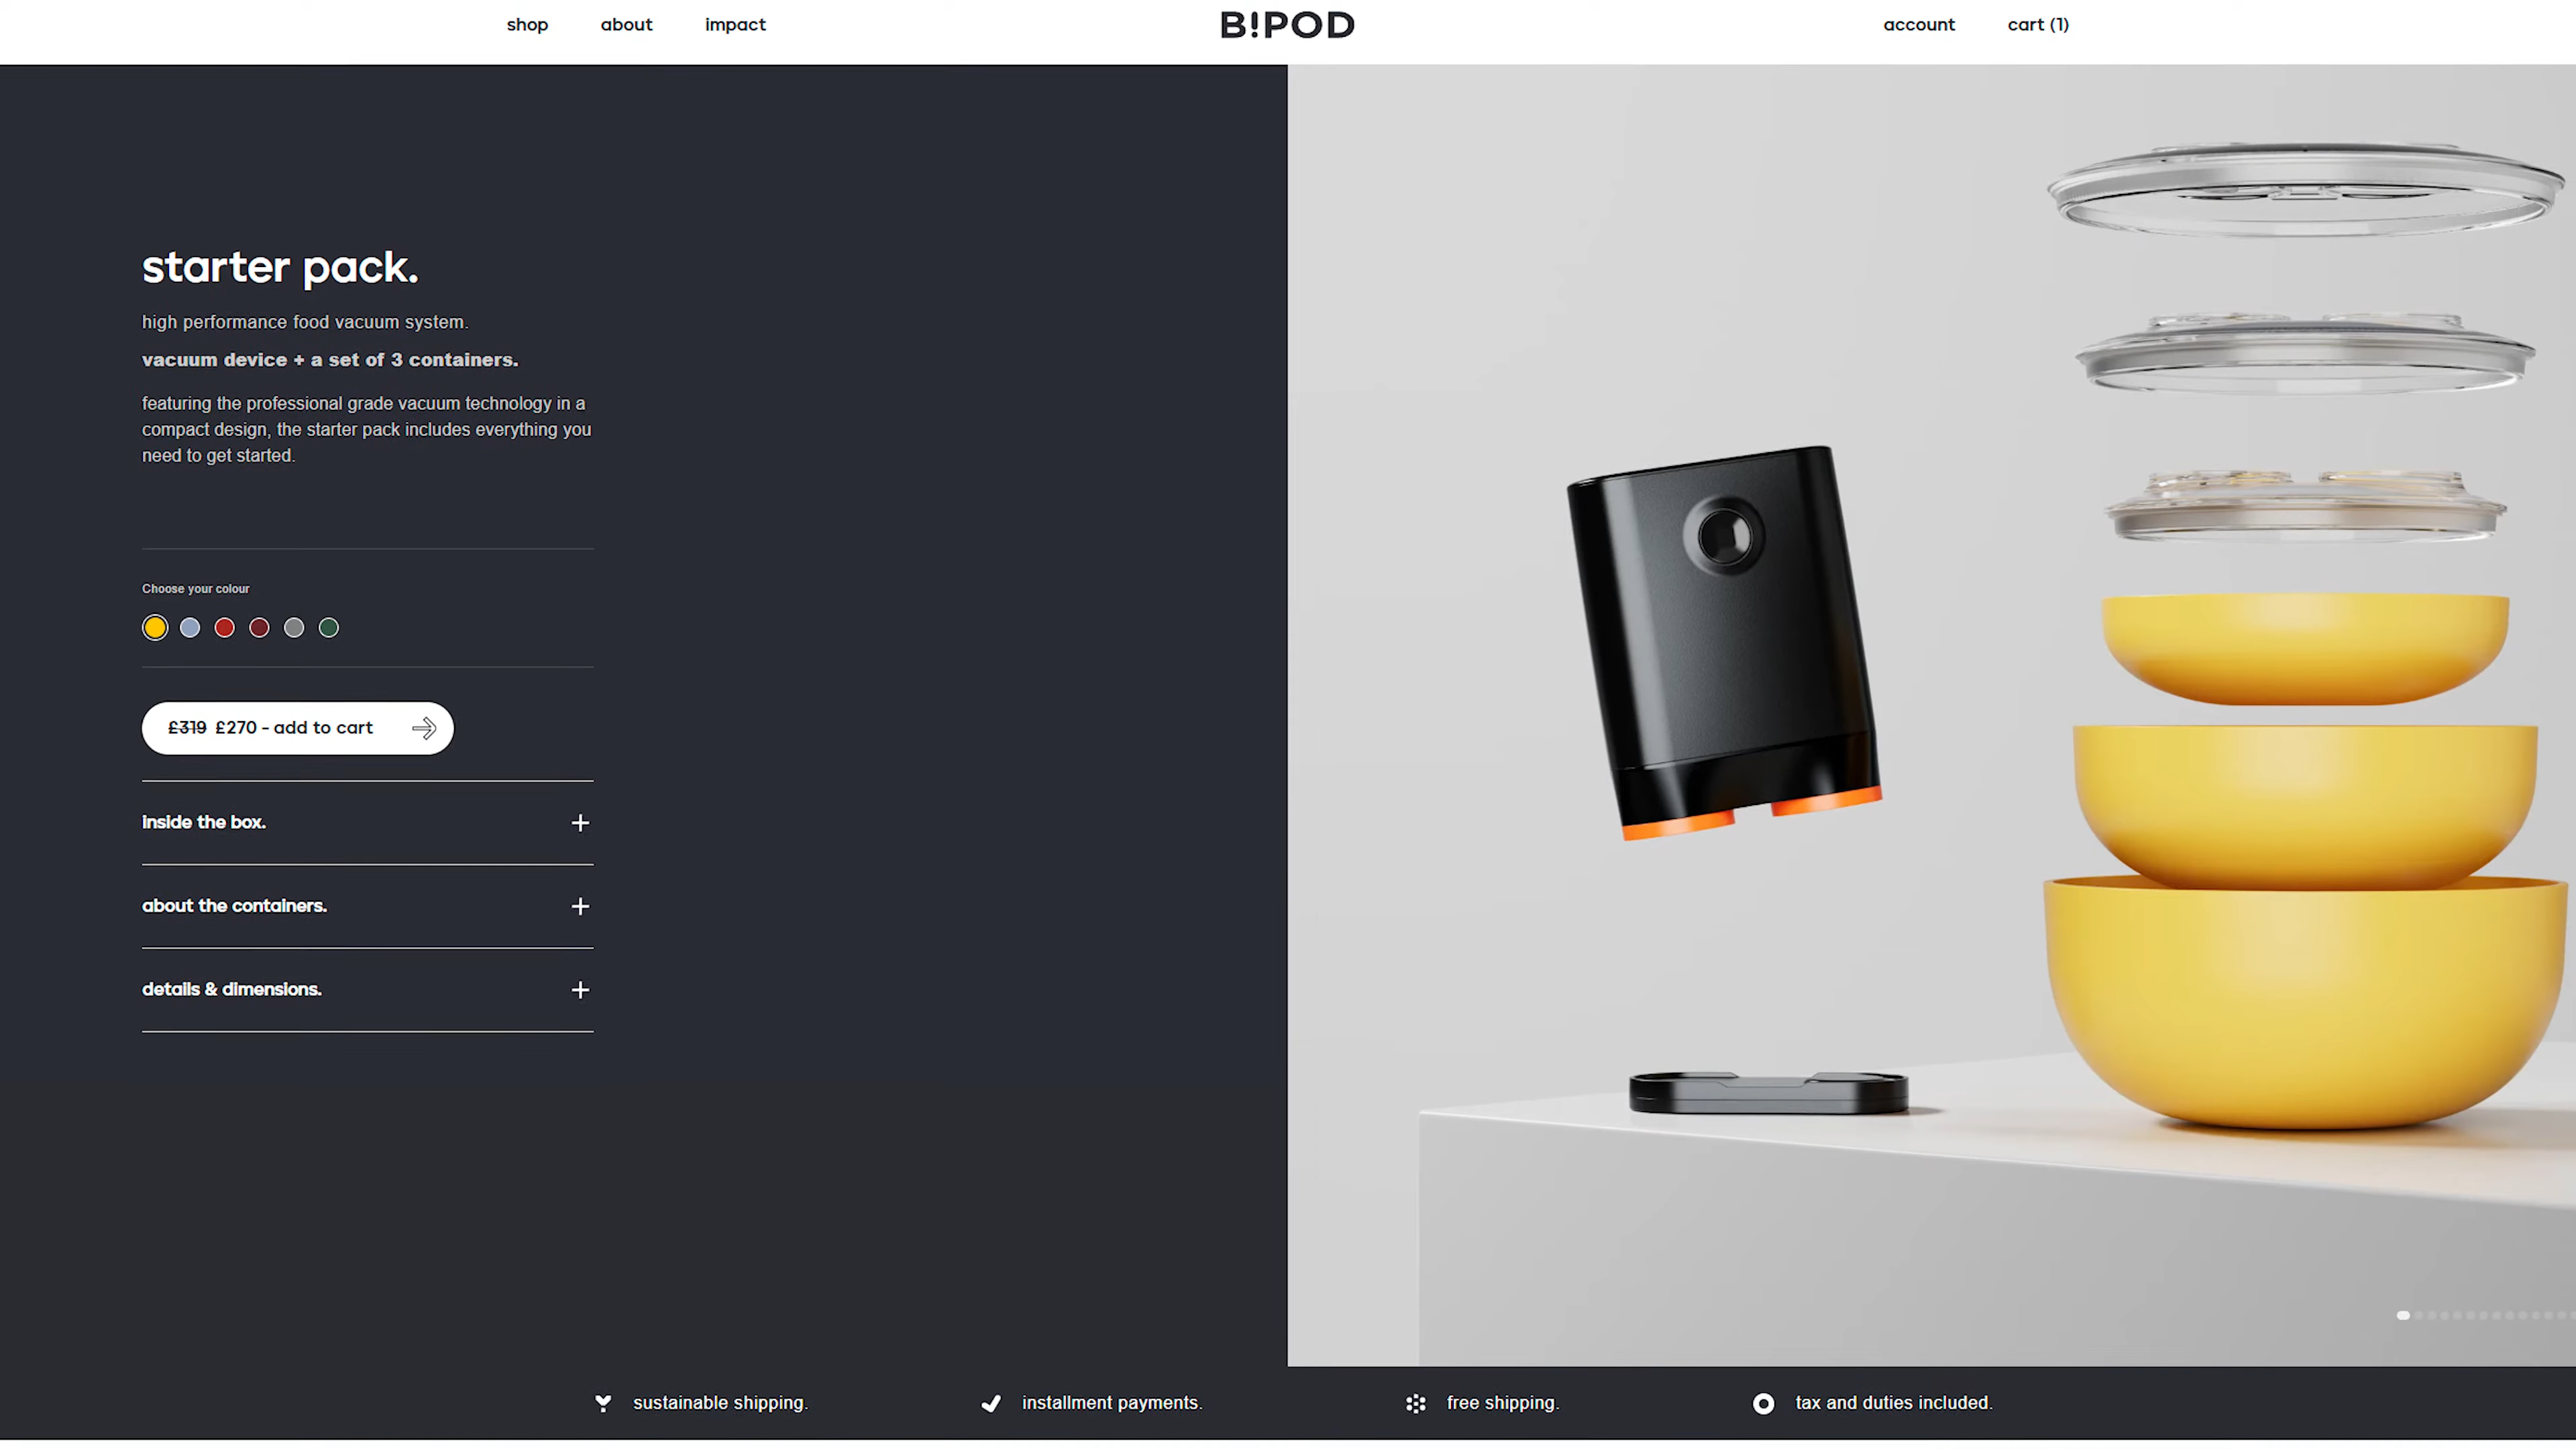 shop about impact B!POD account cart (1)
starter pack.
high performance food vacuum system.
vacuum device + a set of 3 containers.
featuring the professional grade vacuum technology in a
compact design, the starter pack includes everything you
need to get started.
Choose your colour
£319 £270 - add to cart
inside the box.
about the containers.
details & dimensions.
sustainable shipping. installment payments. free shipping. tax and duties included.